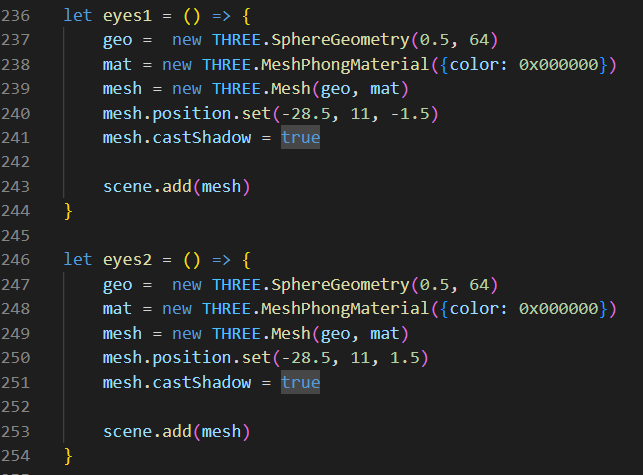 236 let eyes1 = () => {
237 geo =  new THREE.SphereGeometry(0.5, 64)
238 mat = new THREE.MeshPhongMaterial({color: 0x000000})
239 mesh = new THREE.Mesh(geo, mat)
240 mesh.position.set(-28.5, 11, -1.5)
241 mesh.castShadow = true
242
243 scene.add(mesh)
244 }
245
246 let eyes2 = () => {
247 geo =  new THREE.SphereGeometry(0.5, 64)
248 mat = new THREE.MeshPhongMaterial({color: 0x000000})
249 mesh = new THREE.Mesh(geo, mat)
250 mesh.position.set(-28.5, 11, 1.5)
251 mesh.castShadow = true
252
253 scene.add(mesh)
254 }